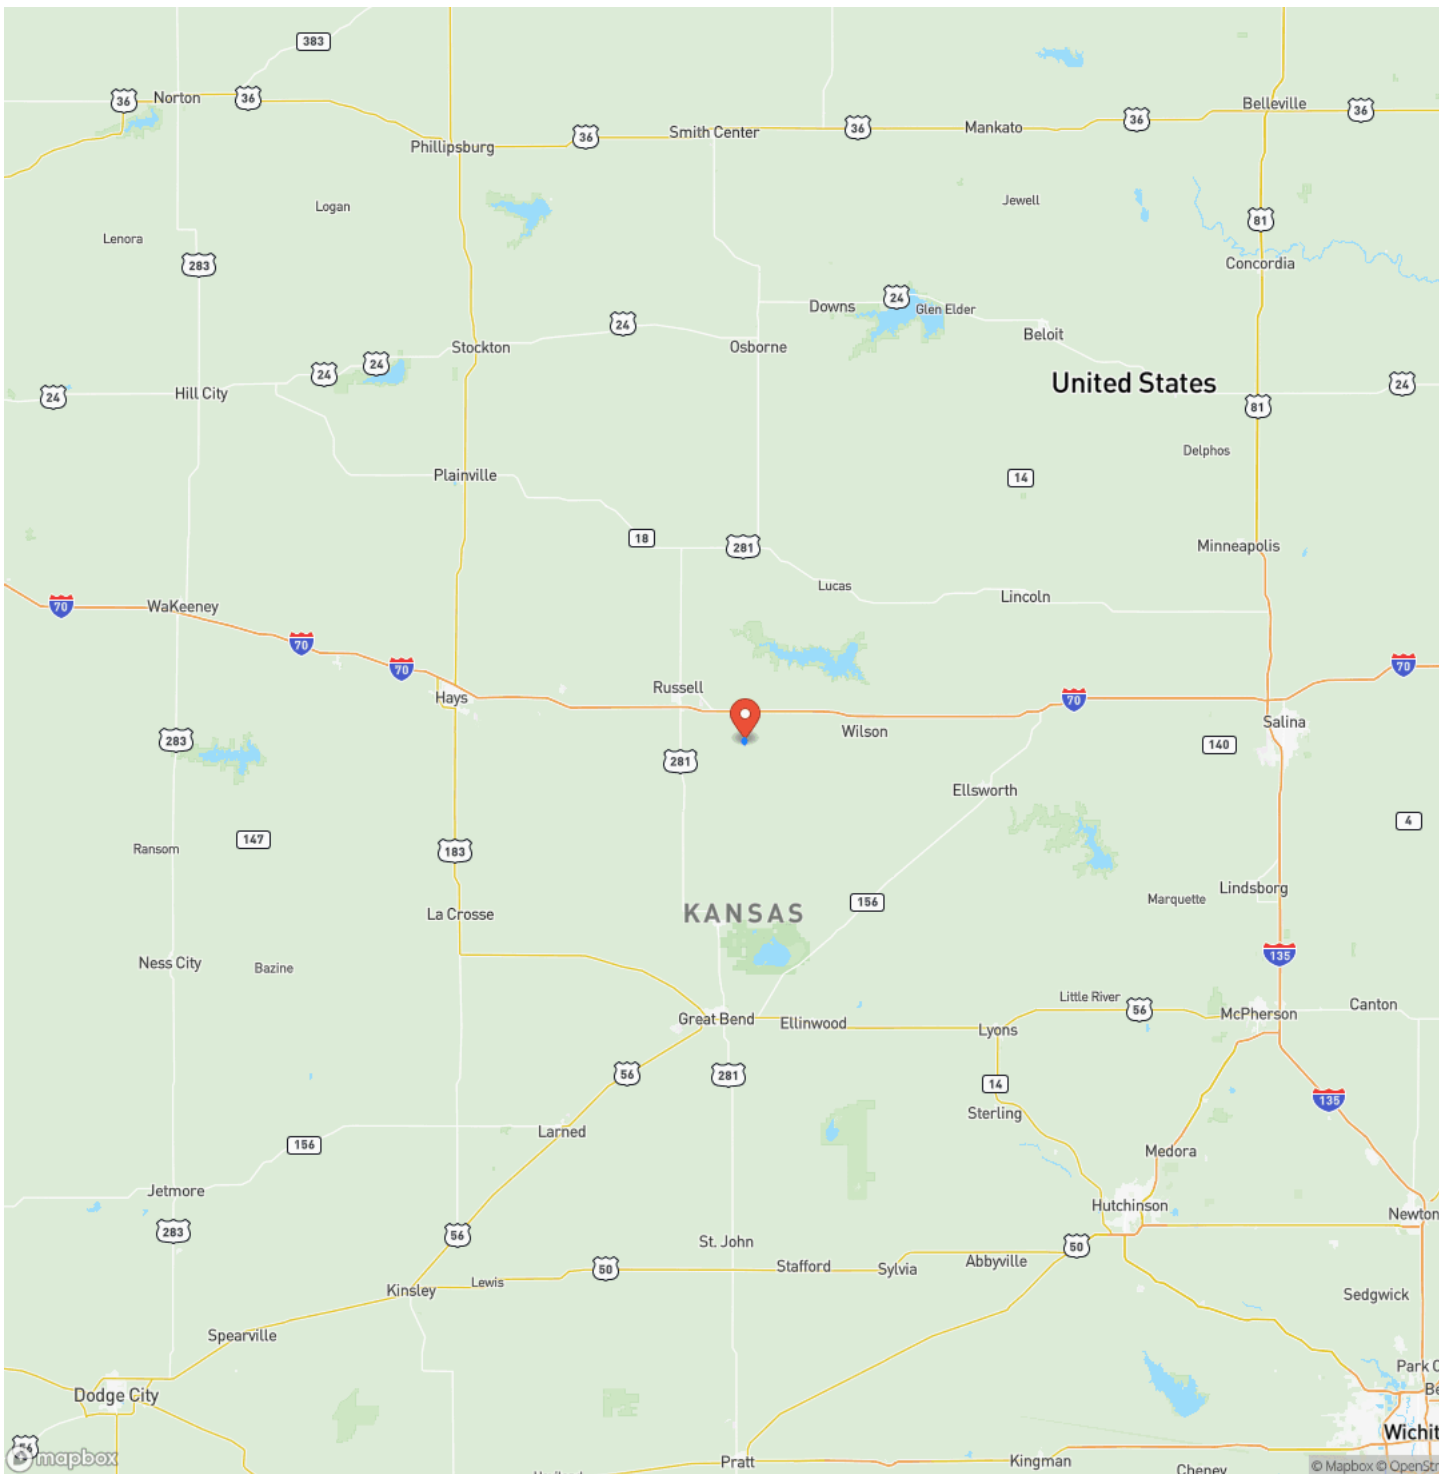 383
36
Norton
36
Belleville
36
36
Smith Center
36
Mankato
36
Phillipsburg
Logan
Jewell
81
Lenora
283
Concordia
24
Downs
Glen Elder
24
Beloit
Stockton
Osborne
24
24
United States
24
Hill City
24
81
Delphos
Plainville
14
18
281
Minneapolis
Lucas
Lincoln
70
WaKeeney
70
70
70
Russell
Hays
70
Salina
Wilson
283
140
281
Ellsworth
4
147
Ransom
183
Lindsborg
Marquette
156
La Crosse
KANSAS
135
Ness City
Bazine
Little River
Canton
56
McPherson
Great Bend
Ellinwood
Lyons
56
281
14
135
Sterling
Larned
156
Medora
Jetmore
Hutchinson
Newton
283
56
St. John
50
50
Stafford
Sylvia
Abbyville
Lewis
Kinsley
Sedgwick
Spearville
Park C
Be
Dodge City
Wichit
56
mapbox
Pratt
Kingman
Cheney
© Mapbox © OpenStr